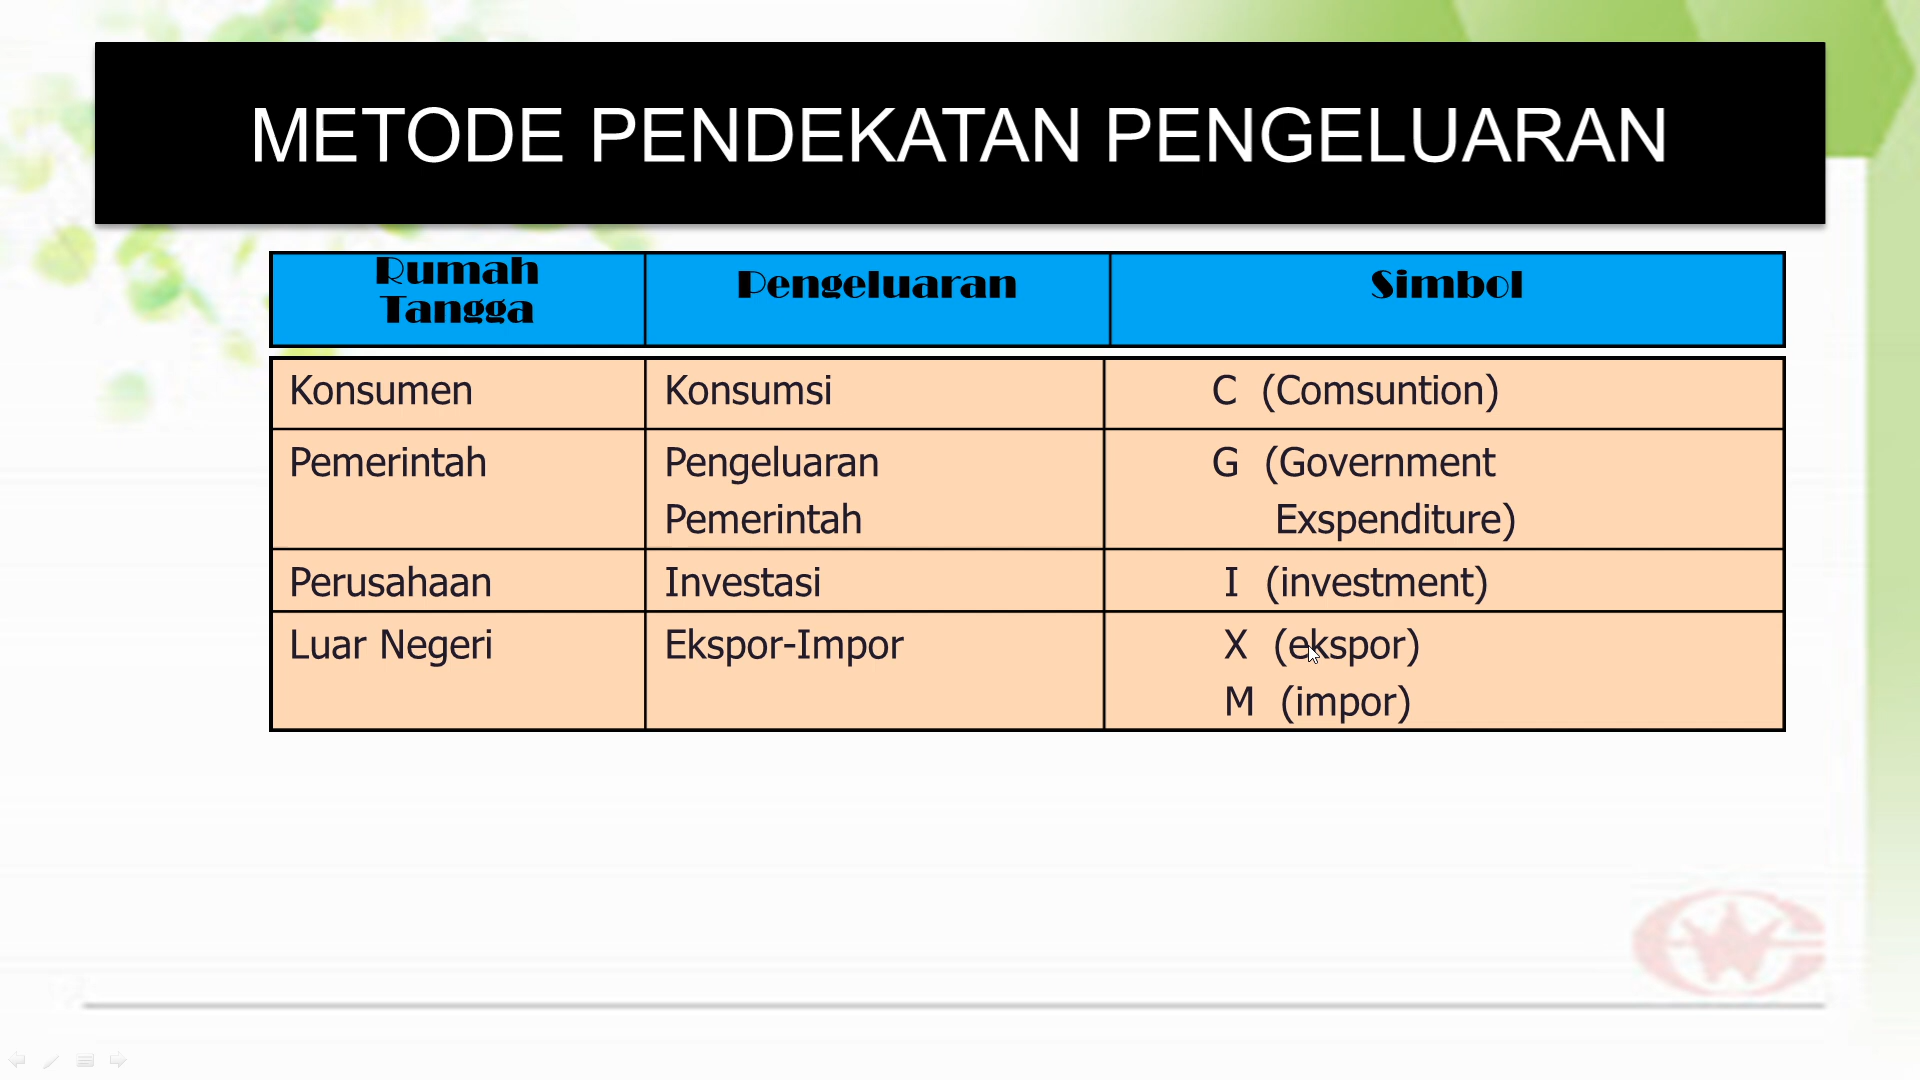 METODE PENDEKATAN PENGELUARAN
Rumah
Tangga
Pengeluaran
Simbol
Konsumen
Konsumsi
C (Comsuntion)
Pemerintah
Pengeluaran
Pemerintah
G (Government
Exspenditure)
Perusahaan
Investasi
I (investment)
Luar Negeri
Ekspor-Impor
X (ekspor)
M (impor)